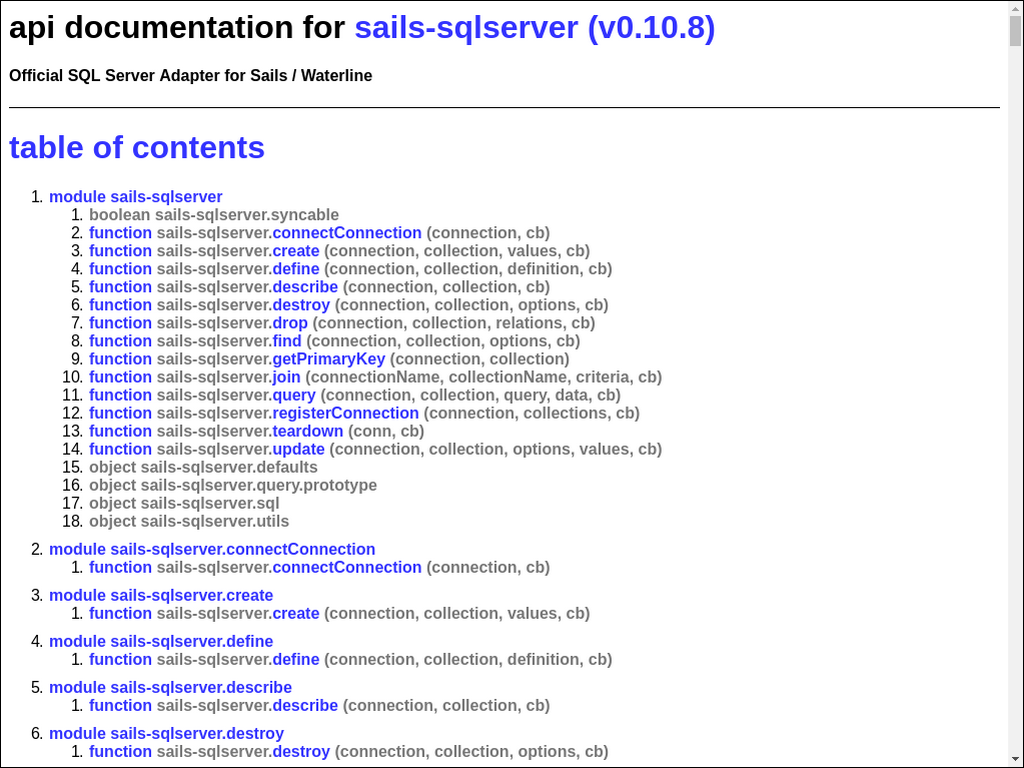 api documentation for sails-sqlserver (v0.10.8)
Official SQL Server Adapter for Sails / Waterline
table of contents
1. module sails-sqlserver
1. boolean sails-sqlserver.syncable
2. function sails-sqlserver.connectConnection (connection, cb)
3. function sails-sqlserver.create (connection, collection, values, cb)
4. function sails-sqlserver.define (connection, collection, definition, cb)
5. function sails-sqlserver.describe (connection, collection, cb)
6. function sails-sqlserver.destroy (connection, collection, options, cb)
7. function sails-sqlserver.drop (connection, collection, relations, cb)
8. function sails-sqlserver.find (connection, collection, options, cb)
9. function sails-sqlserver.getPrimaryKey (connection, collection)
10. function sails-sqlserver.join (connectionName, collectionName, criteria, cb)
11. function sails-sqlserver.query (connection, collection, query, data, cb)
12. function sails-sqlserver.registerConnection (connection, collections, cb)
13. function sails-sqlserver.teardown (conn, cb)
14. function sails-sqlserver.update (connection, collection, options, values, cb)
15. object sails-sqlserver.defaults
16. object sails-sqlserver.query.prototype
17. object sails-sqlserver.sql
18. object sails-sqlserver.utils
2. module sails-sqlserver.connectConnection
1. function sails-sqlserver.connectConnection (connection, cb)
3. module sails-sqlserver.create
1. function sails-sqlserver.create (connection, collection, values, cb)
4. module sails-sqlserver.define
1. function sails-sqlserver.define (connection, collection, definition, cb)
5. module sails-sqlserver.describe
1. function sails-sqlserver.describe (connection, collection, cb)
6. module sails-sqlserver.destroy
1. function sails-sqlserver.destroy (connection, collection, options, cb)